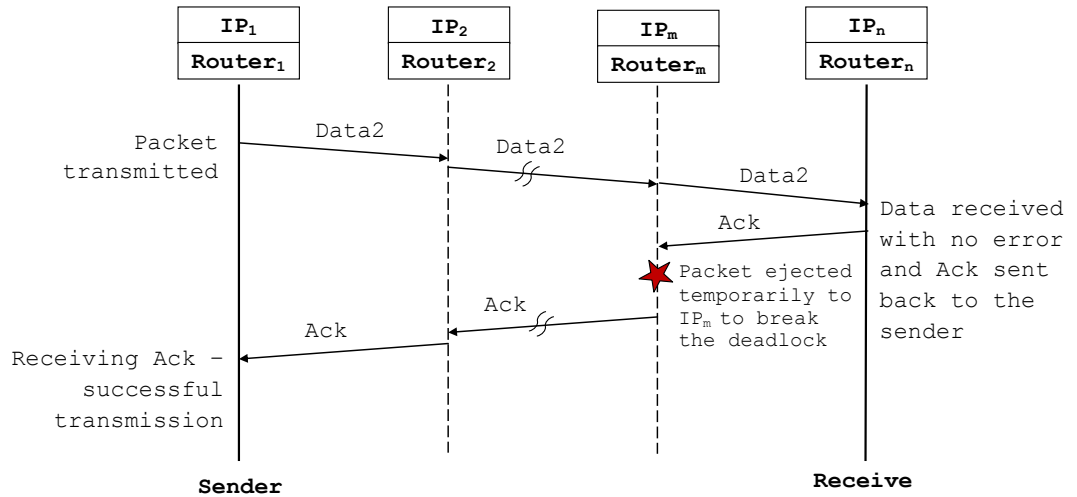 IP₁
Router₁
IP₂
Router₂
IPₘ
Routerₘ
IPₙ
Routerₙ
Packet
transmitted
Data2
Data2
Data2
Data received
with no error
and Ack sent
back to the
sender
Ack
Packet ejected
temporarily to
IPₘ to break
the deadlock
Ack
Ack
Receiving Ack –
successful
transmission
Sender
Receive